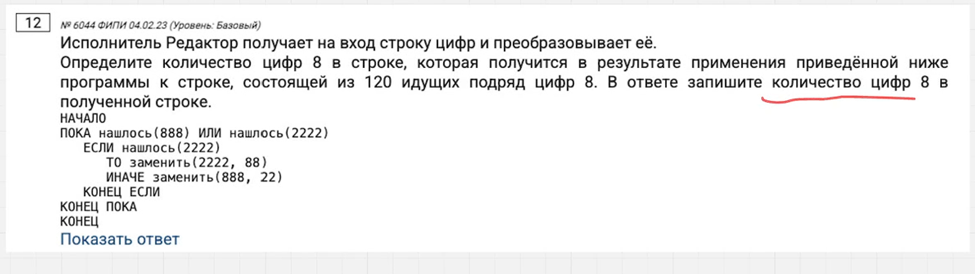 12 № 6044 ФИПИ 04.02.23 (Уровень: Базовый)
Исполнитель Редактор получает на вход строку цифр и преобразовывает её.
Определите количество цифр 8 в строке, которая получится в результате применения приведённой ниже
программы к строке, состоящей из 120 идущих подряд цифр 8. В ответе запишите количество цифр 8 в
полученной строке.
НАЧАЛО
ПОКА нашлось(888) ИЛИ нашлось(2222)
ЕСЛИ нашлось(2222)
ТО заменить(2222, 88)
ИНАЧЕ заменить(888, 22)
КОНЕЦ ЕСЛИ
КОНЕЦ ПОКА
КОНЕЦ
Показать ответ